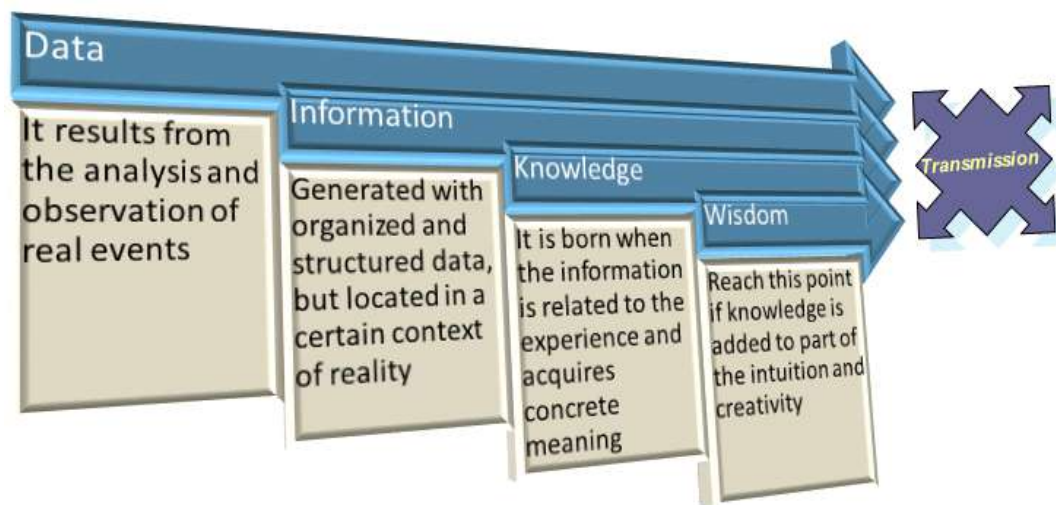 Data
It results from
the analysis and
observation of
real events
Information
Generated with
organized and
structured data,
but located in a
certain context
of reality
Knowledge
It is born when
the information
is related to the
experience and
acquires
concrete
meaning
Wisdom
Reach this point
if knowledge is
added to part of
the intuition and
creativity
Transmission